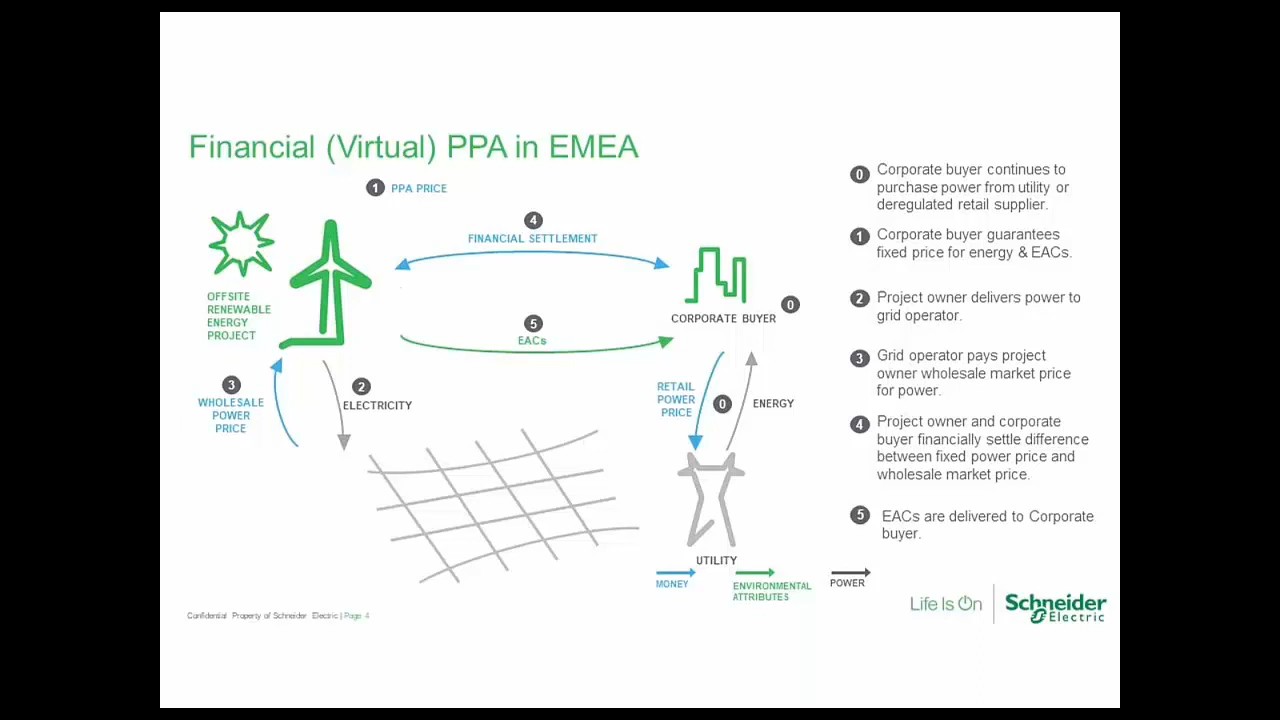 Financial (Virtual) PPA in EMEA
1 PPA PRICE
4
FINANCIAL SETTLEMENT
OFFSITE
RENEWABLE
ENERGY
PROJECT
5
EACs
CORPORATE BUYER 0
3
WHOLESALE
POWER
PRICE
2
ELECTRICITY
RETAIL
POWER
PRICE
0
ENERGY
UTILITY
MONEY
ENVIRONMENTAL
ATTRIBUTES
POWER
0 Corporate buyer continues to
purchase power from utility or
deregulated retail supplier.
1 Corporate buyer guarantees
fixed price for energy & EACs.
2 Project owner delivers power to
grid operator.
3 Grid operator pays project
owner wholesale market price
for power.
4 Project owner and corporate
buyer financially settle difference
between fixed power price and
wholesale market price.
5 EACs are delivered to Corporate
buyer.
Confidential Property of Schneider Electric | Page 4
Life Is On
Schneider
Electric